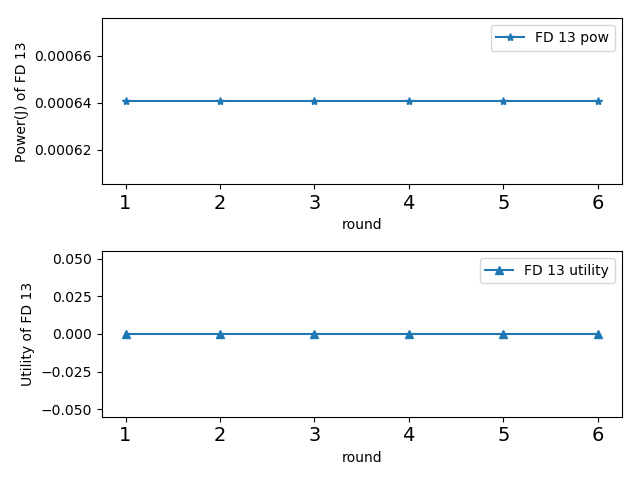 FD 13 pow
Power(J) of FD 13
0.00066
0.00064
0.00062
1 2 3 4 5 6
round
FD 13 utility
Utility of FD 13
0.050
0.025
0.000
−0.025
−0.050
1 2 3 4 5 6
round